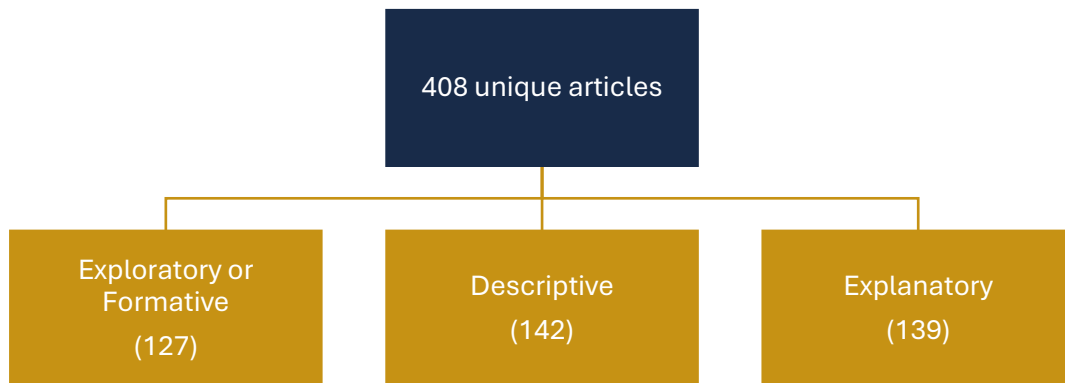 408 unique articles
Exploratory or
Formative
(127)
Descriptive
(142)
Explanatory
(139)